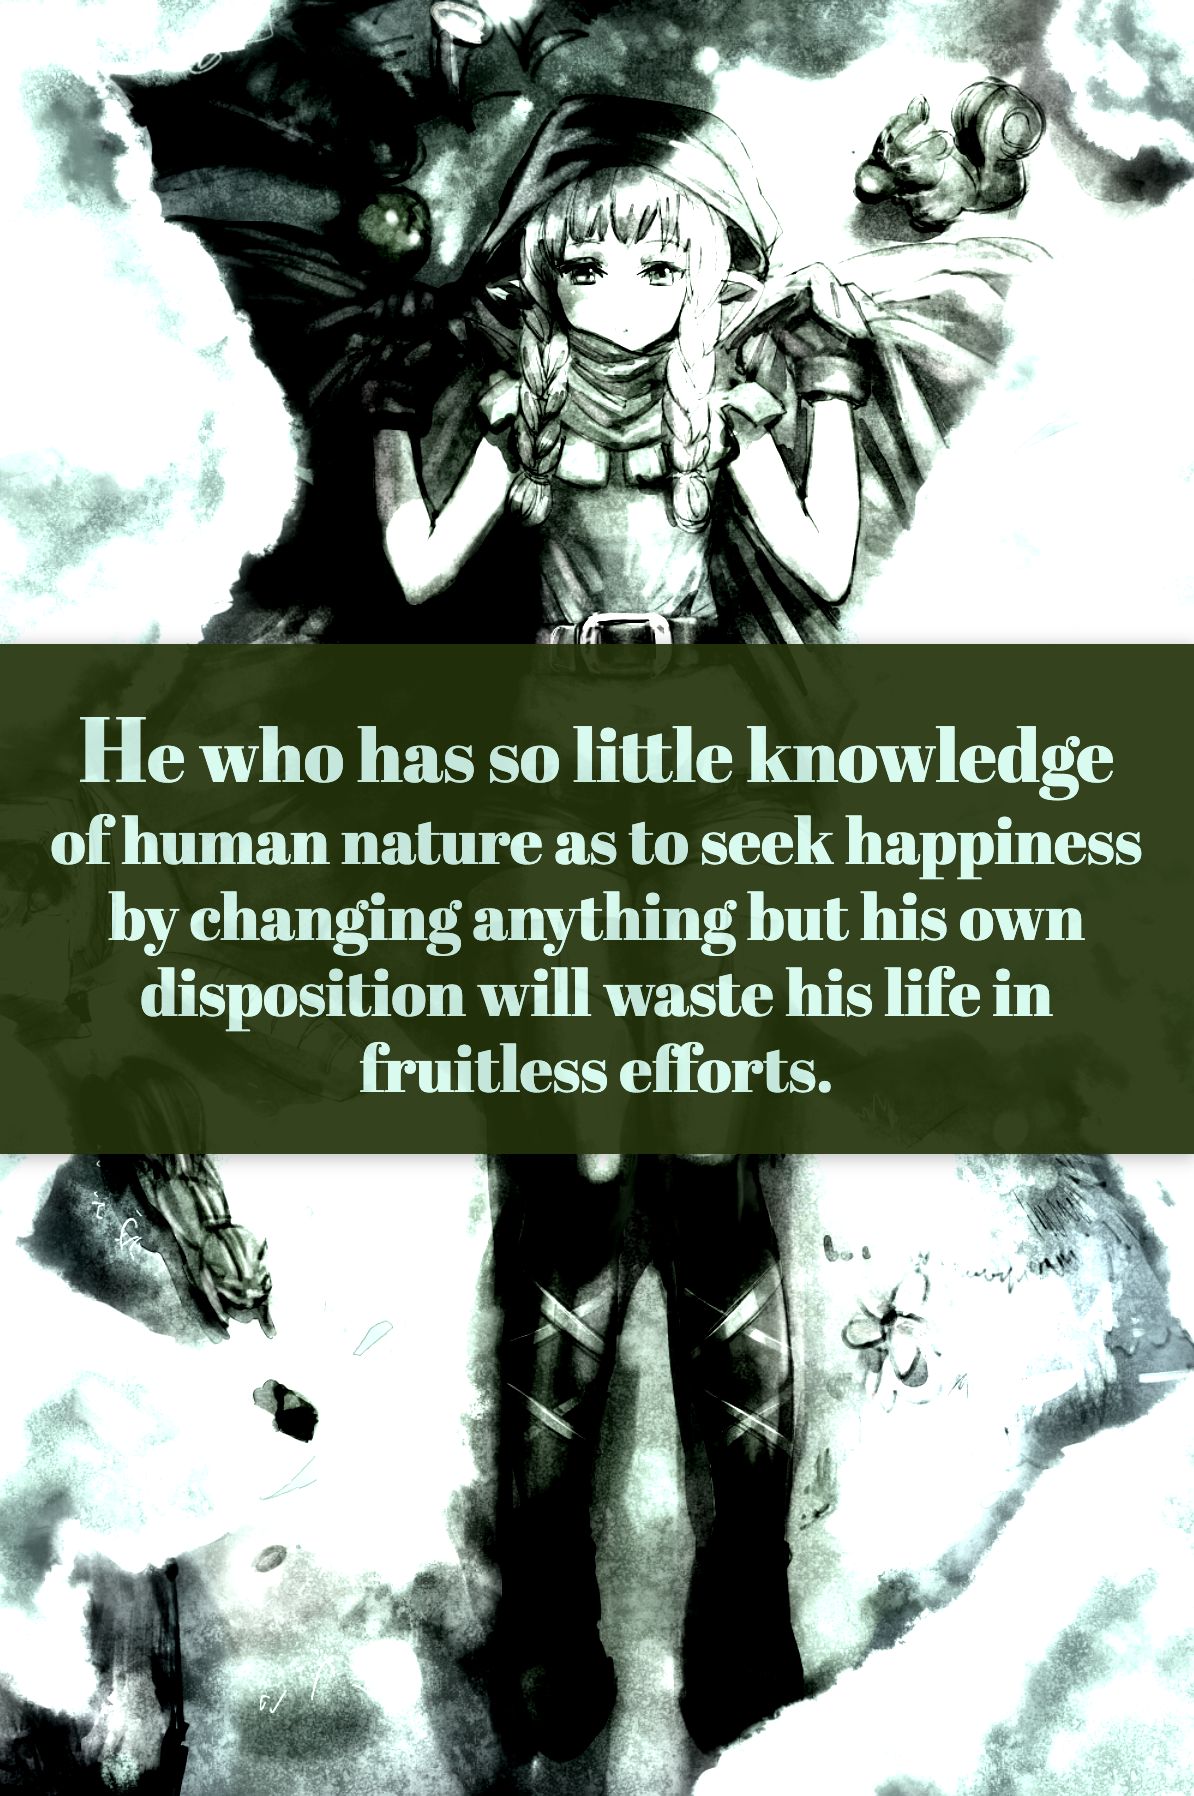 He who has so little knowledge
of human nature as to seek happiness
by changing anything but his own
disposition will waste his life in
fruitless efforts.